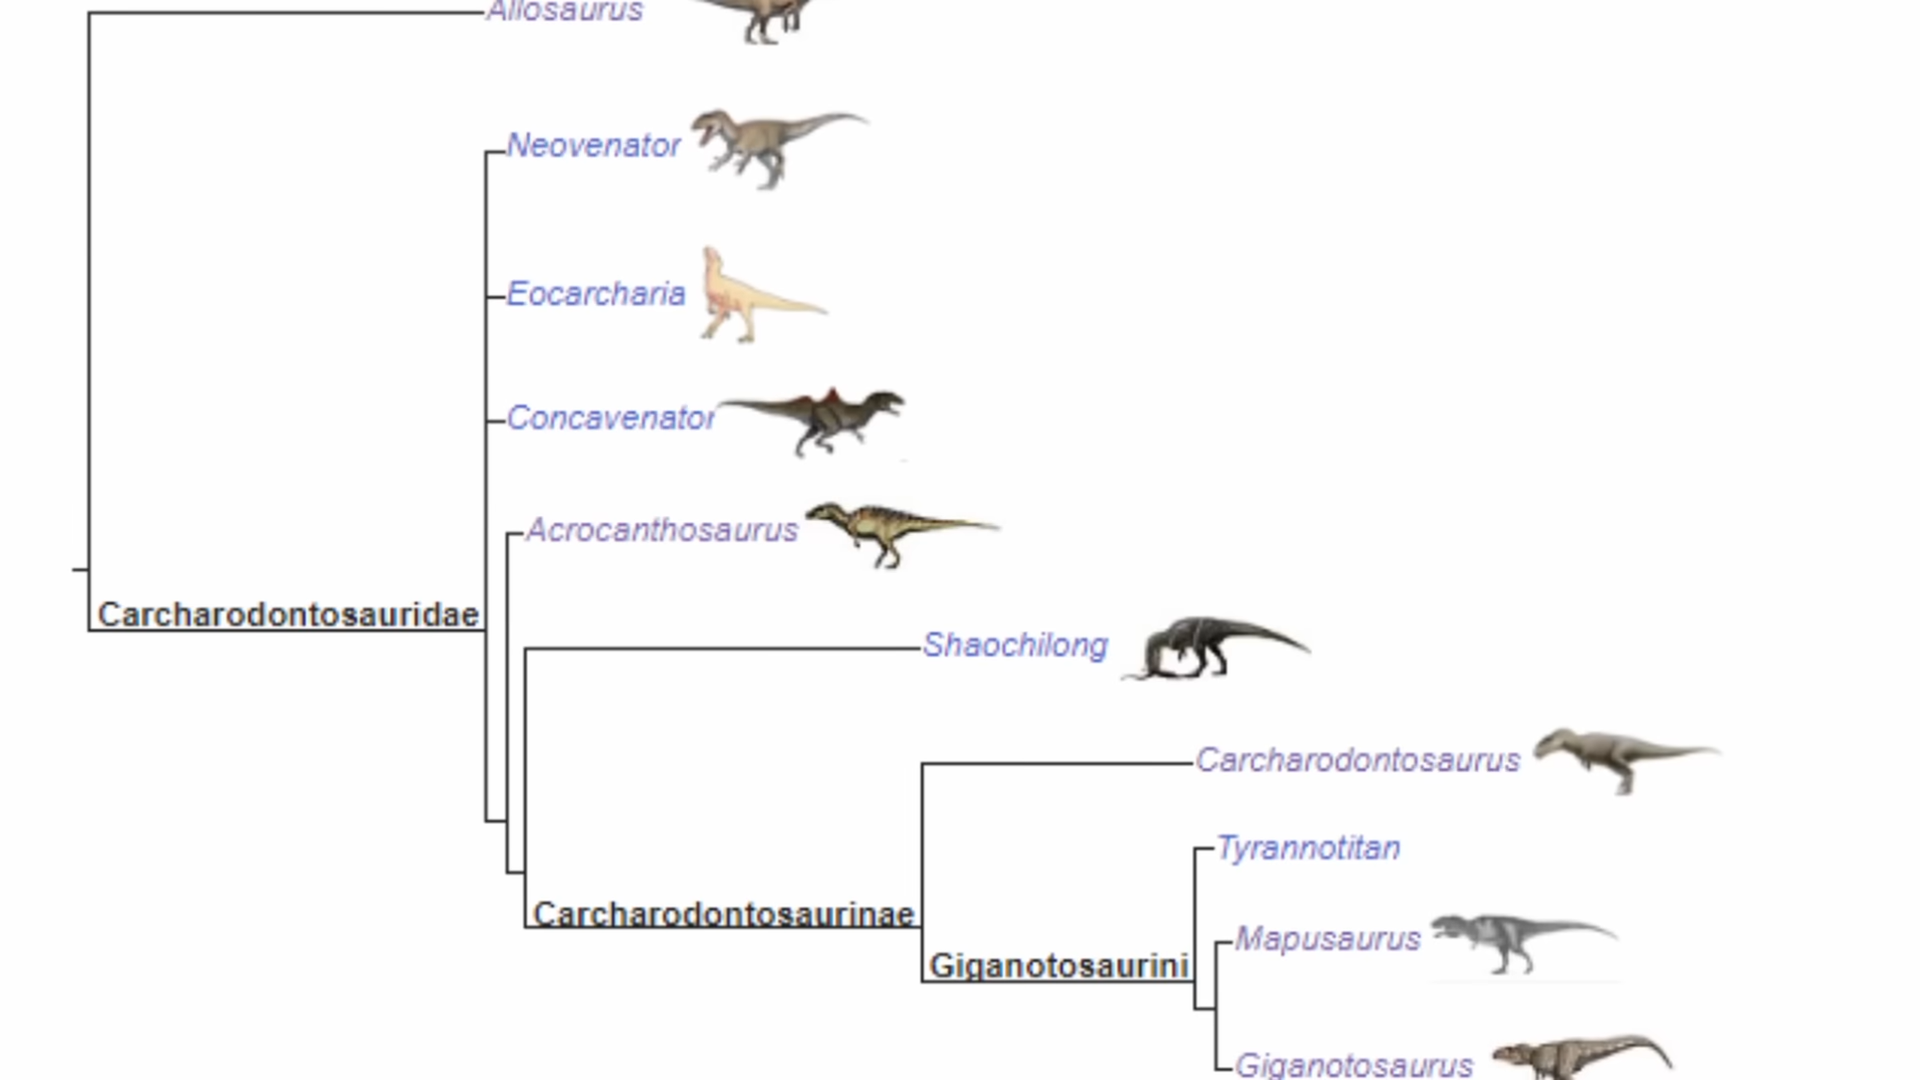 Allosaurus
Neovenator
Eocarcharia
Concavenator
Acrocanthosaurus
Carcharodontosauridae
Shaochilong
Carcharodontosaurus
Tyrannotitan
Carcharodontosaurinae
Mapusaurus
Giganotosaurini
Giganotosaurus